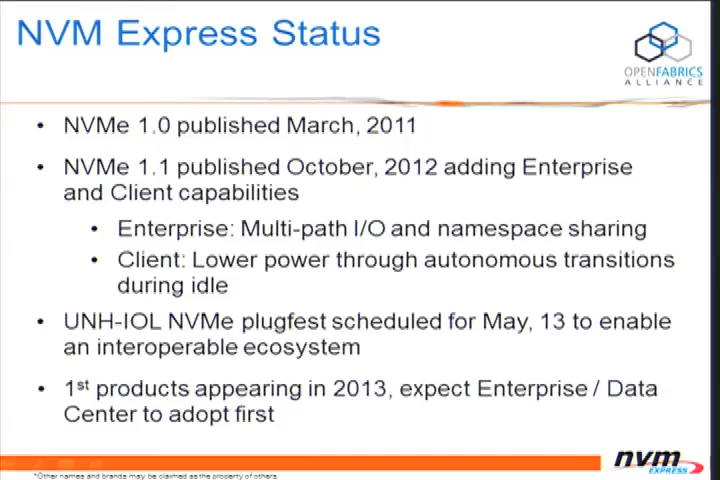 NVM Express Status
OPENFABRICS
ALLIANCE
• NVMe 1.0 published March, 2011
• NVMe 1.1 published October, 2012 adding Enterprise
and Client capabilities
• Enterprise: Multi-path I/O and namespace sharing
• Client: Lower power through autonomous transitions
during idle
• UNH-IOL NVMe plugfest scheduled for May, 13 to enable
an interoperable ecosystem
• 1st products appearing in 2013, expect Enterprise / Data
Center to adopt first
nvm
EXPRESS
*Other names and brands may be claimed as the property of others.